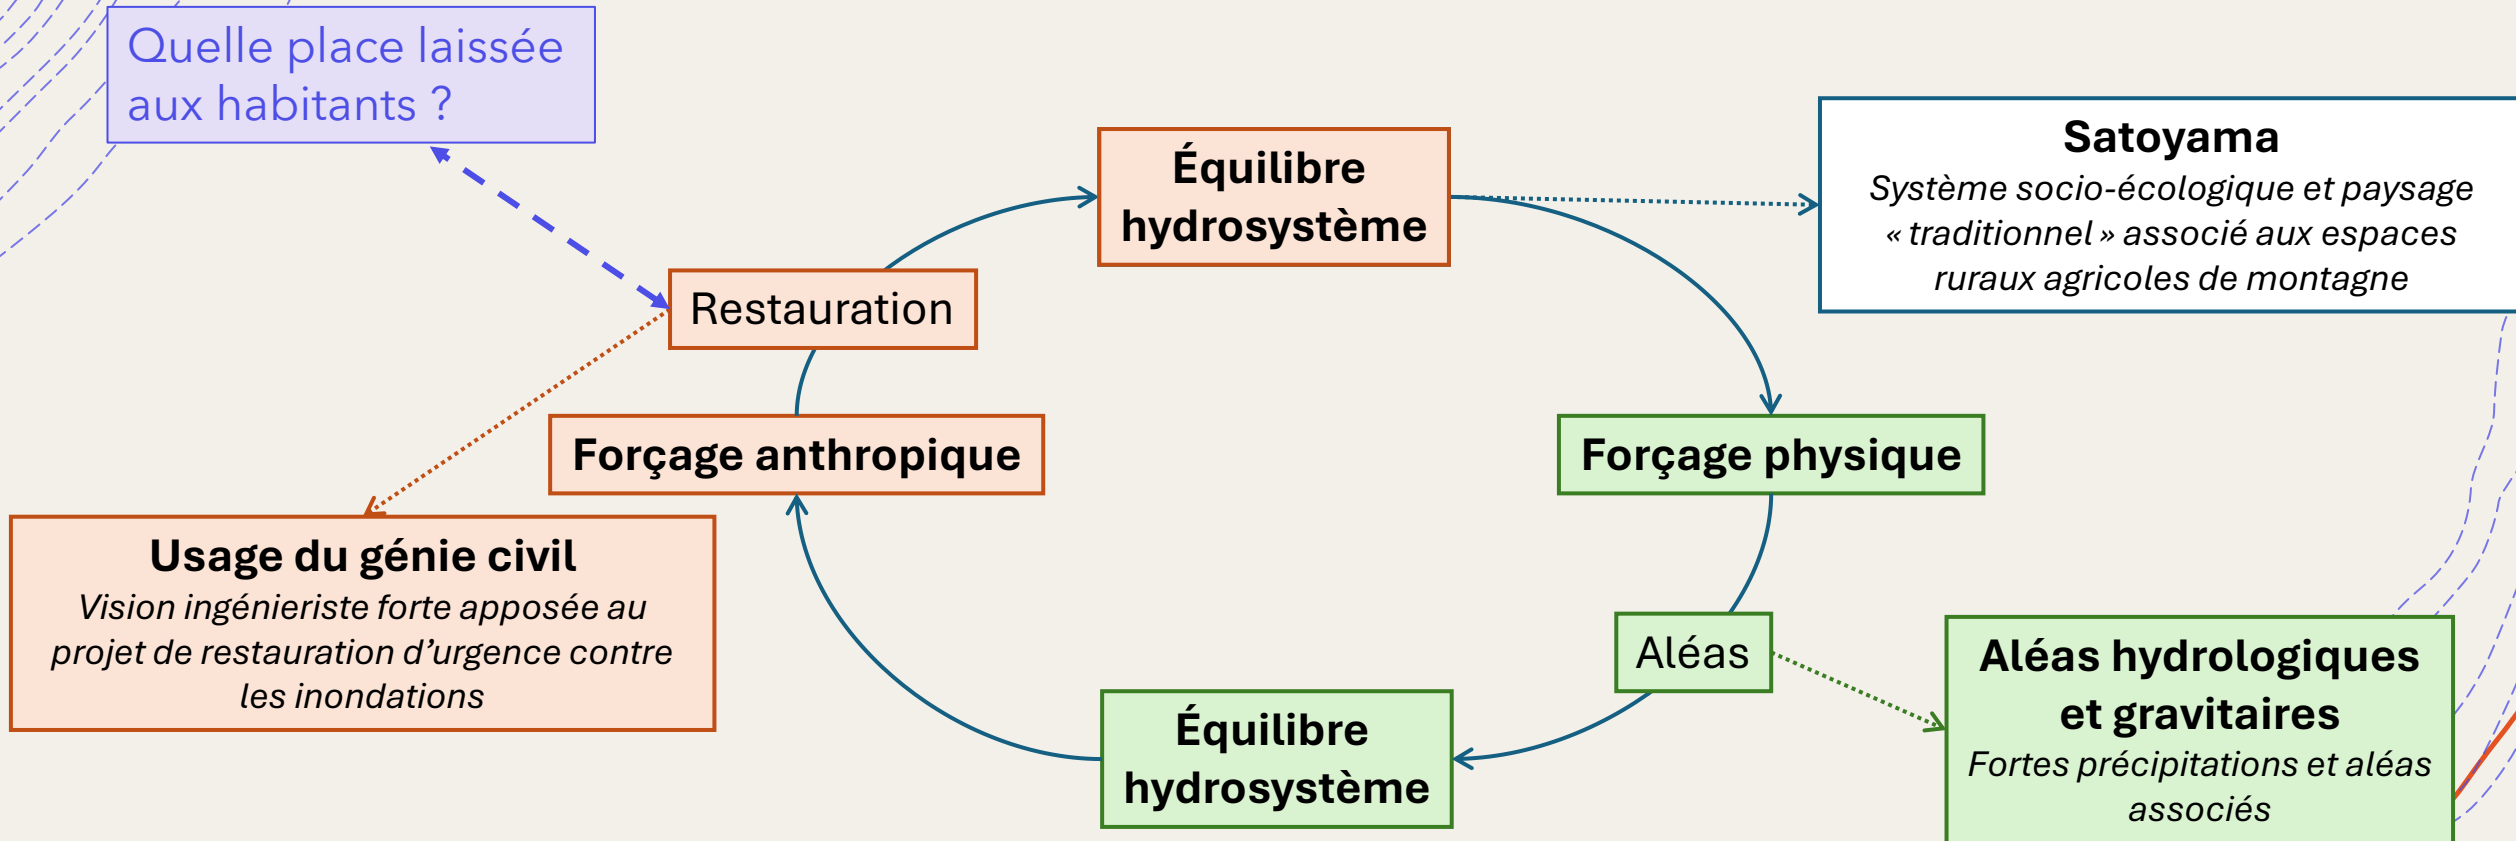 Quelle place laissée
aux habitants ?
Équilibre
hydrosystème
Satoyama
Système socio-écologique et paysage
« traditionnel » associé aux espaces
ruraux agricoles de montagne
Restauration
Forçage anthropique
Forçage physique
Usage du génie civil
Vision ingénieriste forte apposée au
projet de restauration d’urgence contre
les inondations
Aléas
Aléas hydrologiques
et gravitaires
Fortes précipitations et aléas
associés
Équilibre
hydrosystème